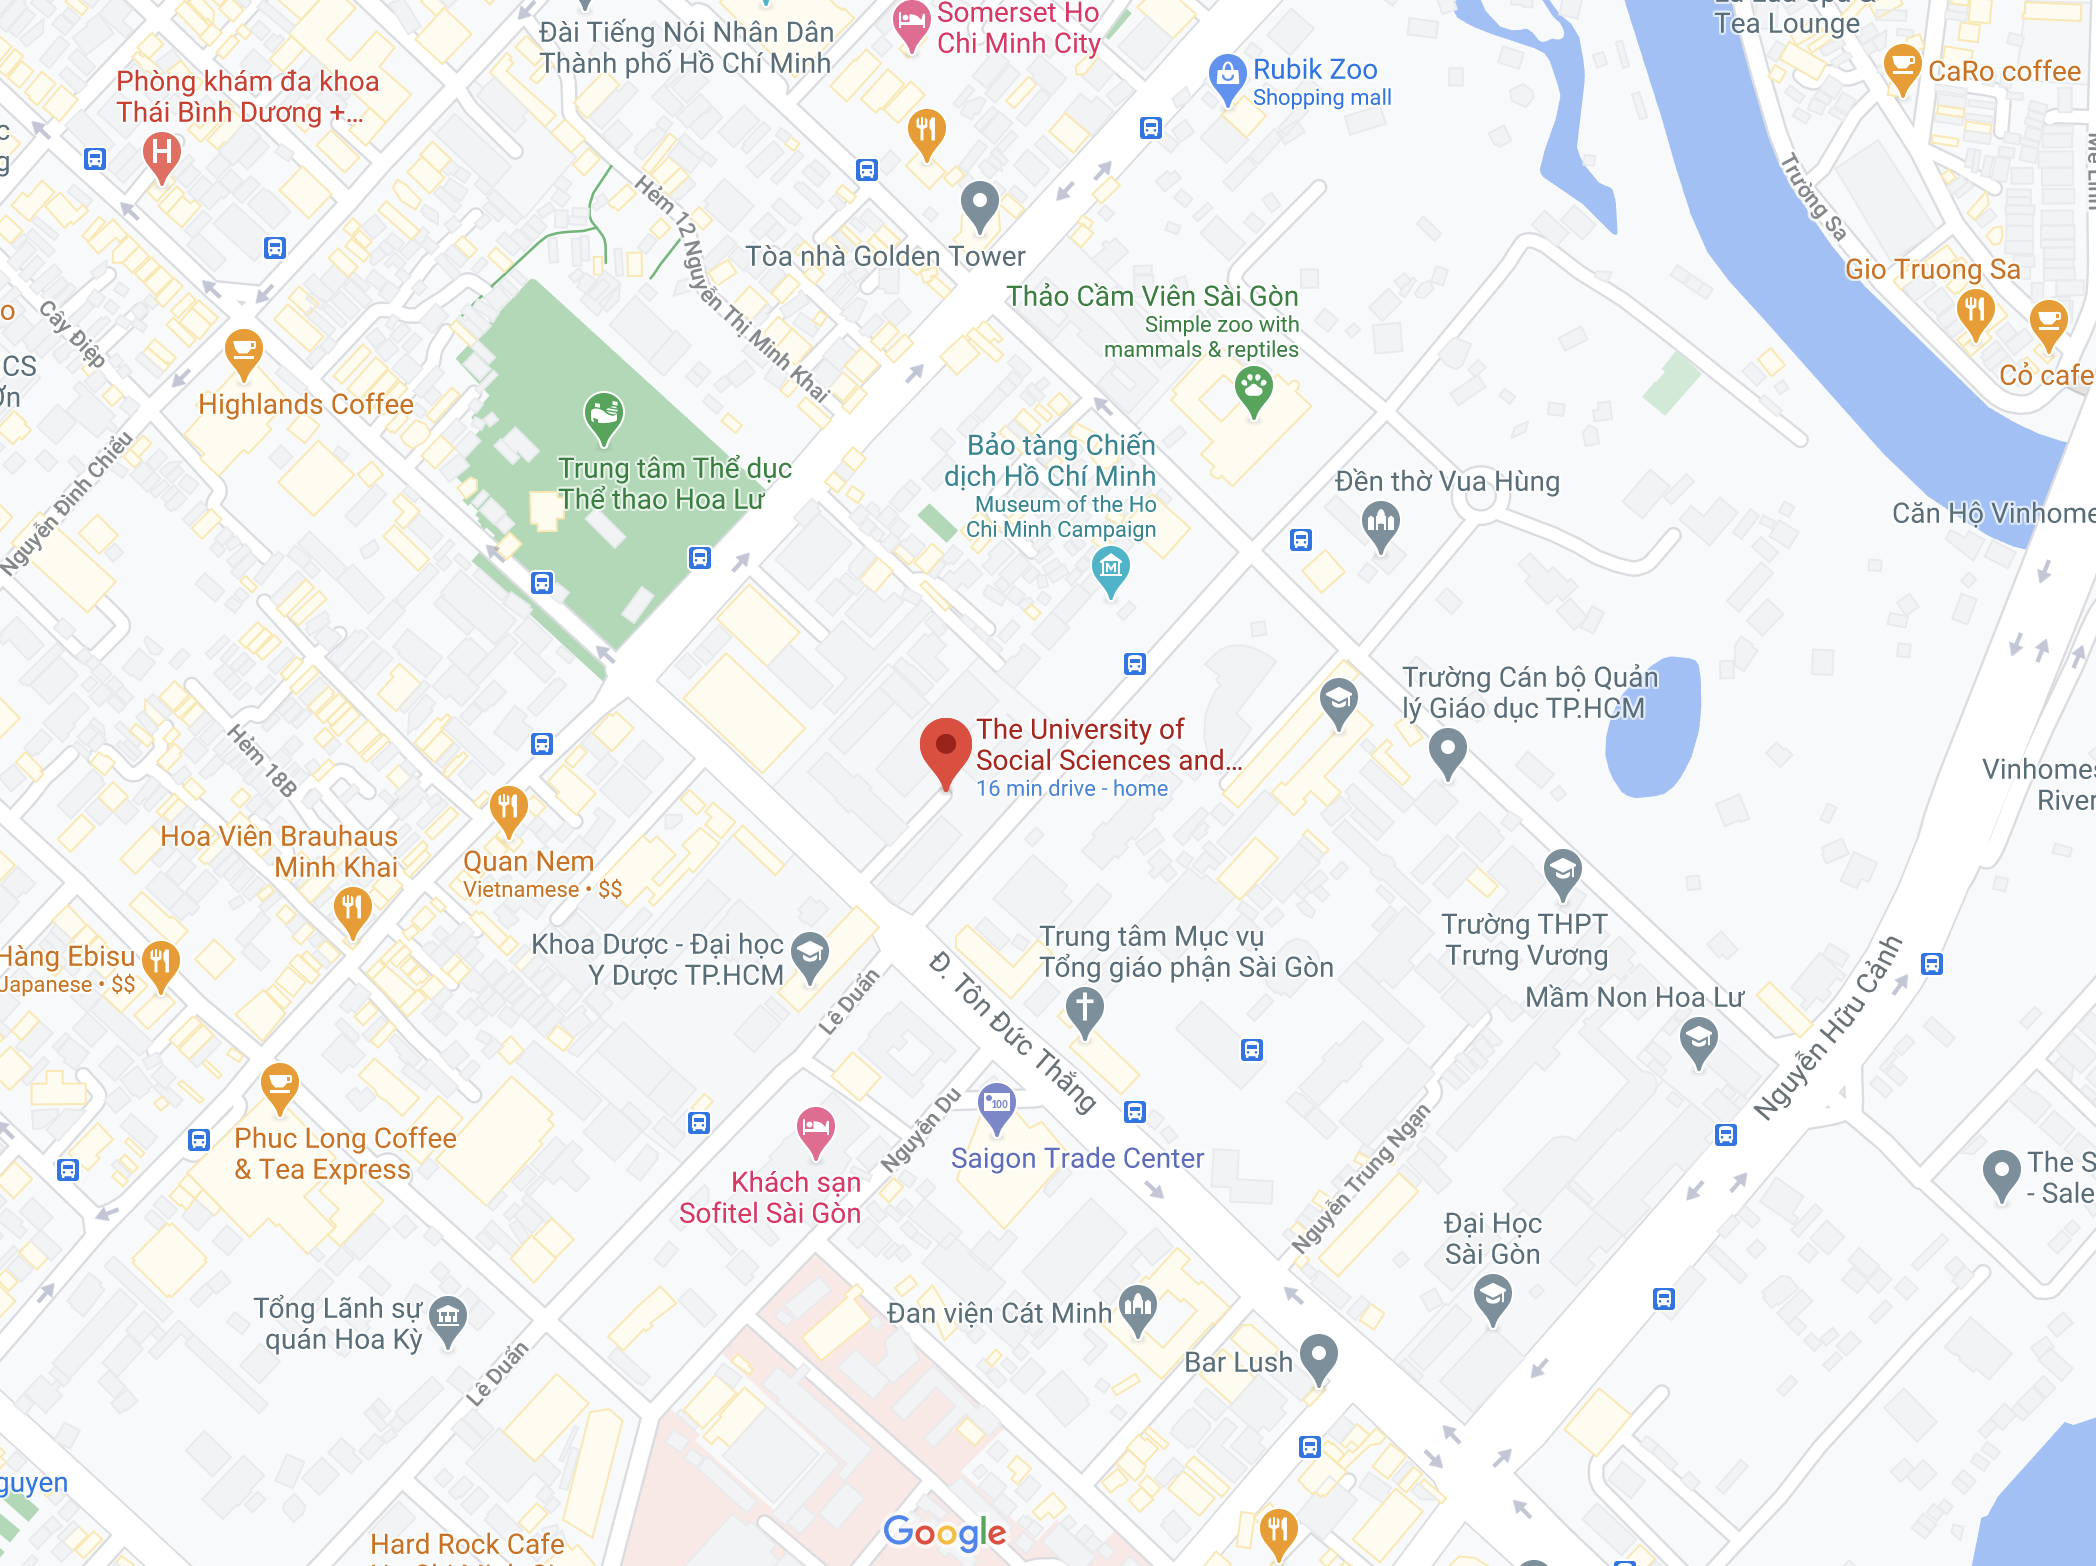 Đài Tiếng Nói Nhân Dân
Thành phố Hồ Chí Minh
Somerset Ho
Chi Minh City
Rubik Zoo
Shopping mall
Tea Lounge
CaRo coffee
Phòng khám đa khoa
Thái Bình Dương +...
H
Mê Linh
Trường Sa
Hẻm 12 Nguyễn Thị Minh Khai
Tòa nhà Golden Tower
Gio Truong Sa
Thảo Cầm Viên Sài Gòn
Simple zoo with
mammals & reptiles
Cây Điệp
CS
Cỏ cafe
Highlands Coffee
Bảo tàng Chiến
dịch Hồ Chí Minh
Museum of the Ho
Chi Minh Campaign
M
Trung tâm Thể dục
Thể thao Hoa Lư
Đền thờ Vua Hùng
Căn Hộ Vinhome
Nguyễn Đình Chiểu
Trường Cán bộ Quản
lý Giáo dục TP.HCM
The University of
Social Sciences and...
16 min drive - home
Hẻm 18B
Vinhomes
River
Hoa Viên Brauhaus
Minh Khai
Quan Nem
Vietnamese • $$
Trường THPT
Trưng Vương
Khoa Dược - Đại học
Y Dược TP.HCM
Trung tâm Mục vụ
Tổng giáo phận Sài Gòn
Hàng Ebisu
Japanese • $$
Lê Duẩn
Đ. Tôn Đức Thắng
Mầm Non Hoa Lư
Nguyễn Hữu Cảnh
Nguyễn Du
100
Saigon Trade Center
Phuc Long Coffee
& Tea Express
Khách sạn
Sofitel Sài Gòn
Nguyễn Trung Ngạn
The S
- Sale
Đại Học
Sài Gòn
Tổng Lãnh sự
quán Hoa Kỳ
Đan viện Cát Minh
Bar Lush
Lê Duẩn
guyen
Google
Hard Rock Cafe